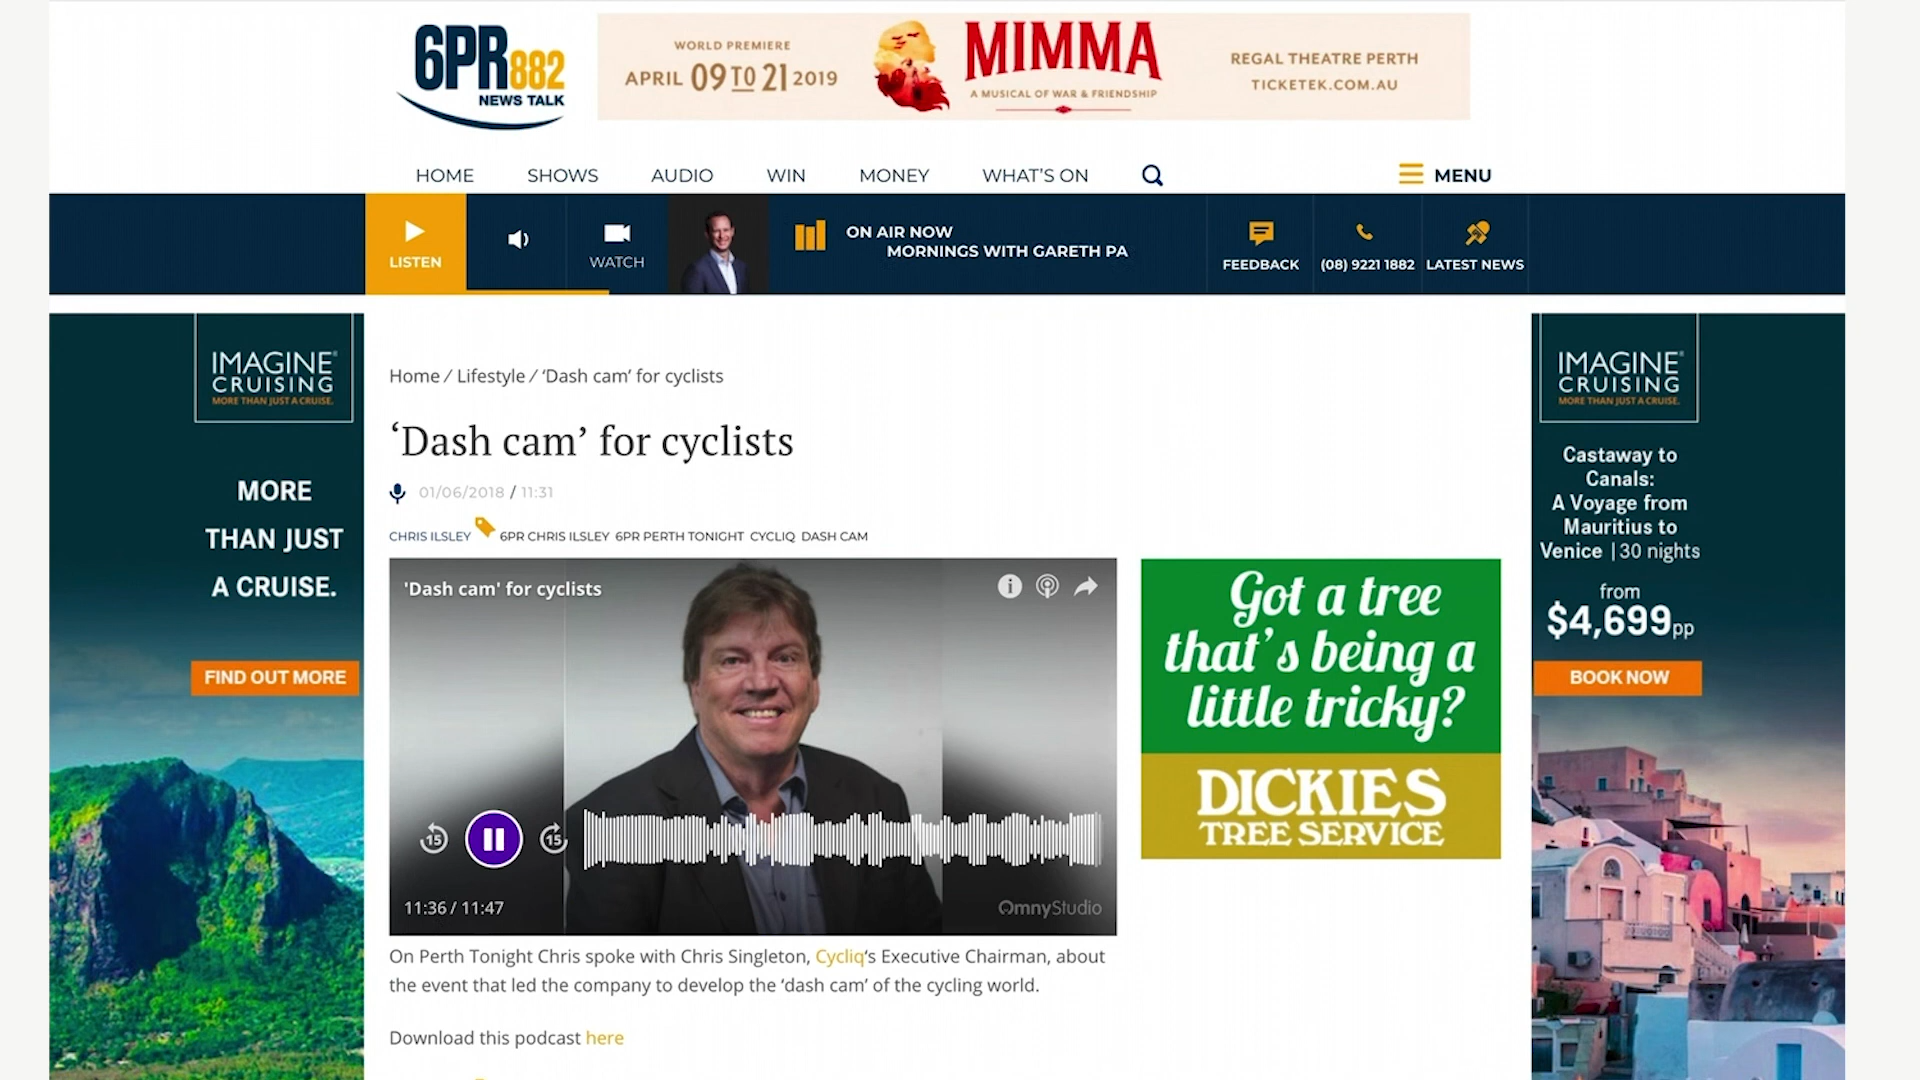 6PR882
NEWS TALK
WORLD PREMIERE
APRIL 09 TO 21 2019
MIMMA
A MUSICAL OF WAR & FRIENDSHIP
REGAL THEATRE PERTH
TICKETEK.COM.AU
HOME
SHOWS
AUDIO
WIN
MONEY
WHAT'S ON
MENU
LISTEN
WATCH
ON AIR NOW
MORNINGS WITH GARETH PA
FEEDBACK
(08) 9221 1882
LATEST NEWS
IMAGINE®
CRUISING
MORE THAN JUST A CRUISE.
MORE
THAN JUST
A CRUISE.
FIND OUT MORE
Home / Lifestyle / ‘Dash cam’ for cyclists
‘Dash cam’ for cyclists
01/06/2018 / 11:31
CHRIS ILSLEY 6PR CHRIS ILSLEY 6PR PERTH TONIGHT CYCLIQ DASH CAM
'Dash cam' for cyclists
15
15
11:36 / 11:47
OmnyStudio
On Perth Tonight Chris spoke with Chris Singleton, Cycliq‘s Executive Chairman, about
the event that led the company to develop the ‘dash cam’ of the cycling world.
Download this podcast here
Got a tree
that's being a
little tricky?
DICKIES
TREE SERVICE
IMAGINE®
CRUISING
MORE THAN JUST A CRUISE.
Castaway to
Canals:
A Voyage from
Mauritius to
Venice | 30 nights
from
$4,699pp
BOOK NOW